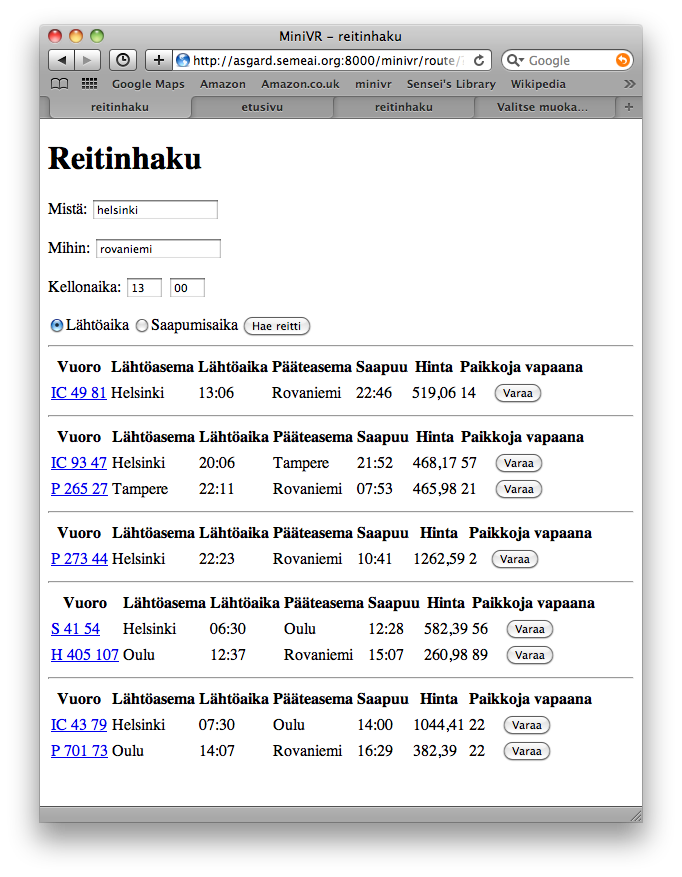 MiniVR – reitinhaku
http://asgard.semeai.org:8000/minivr/route/ Google
Google Maps Amazon Amazon.co.uk minivr Sensei's Library Wikipedia
reitinhaku etusivu reitinhaku Valitse muoka...
Reitinhaku
Mistä: helsinki
Mihin: rovaniemi
Kellonaika: 13 00
Lähtöaika Saapumisaika Hae reitti
Vuoro Lähtöasema Lähtöaika Pääteasema Saapuu Hinta Paikkoja vapaana
IC 49 81 Helsinki 13:06 Rovaniemi 22:46 519,06 14 Varaa
Vuoro Lähtöasema Lähtöaika Pääteasema Saapuu Hinta Paikkoja vapaana
IC 93 47 Helsinki 20:06 Tampere 21:52 468,17 57 Varaa
P 265 27 Tampere 22:11 Rovaniemi 07:53 465,98 21 Varaa
Vuoro Lähtöasema Lähtöaika Pääteasema Saapuu Hinta Paikkoja vapaana
P 273 44 Helsinki 22:23 Rovaniemi 10:41 1262,59 2 Varaa
Vuoro Lähtöasema Lähtöaika Pääteasema Saapuu Hinta Paikkoja vapaana
S 41 54 Helsinki 06:30 Oulu 12:28 582,39 56 Varaa
H 405 107 Oulu 12:37 Rovaniemi 15:07 260,98 89 Varaa
Vuoro Lähtöasema Lähtöaika Pääteasema Saapuu Hinta Paikkoja vapaana
IC 43 79 Helsinki 07:30 Oulu 14:00 1044,41 22 Varaa
P 701 73 Oulu 14:07 Rovaniemi 16:29 382,39 22 Varaa